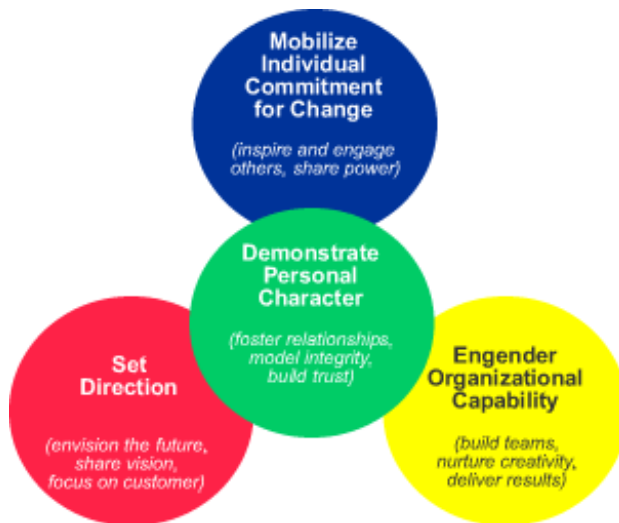 Mobilize
Individual
Commitment
for Change
(inspire and engage
others, share power)
Demonstrate
Personal
Character
(foster relationships,
model integrity,
build trust)
Set
Direction
(envision the future,
share vision,
focus on customer)
Engender
Organizational
Capability
(build teams,
nurture creativity,
deliver results)